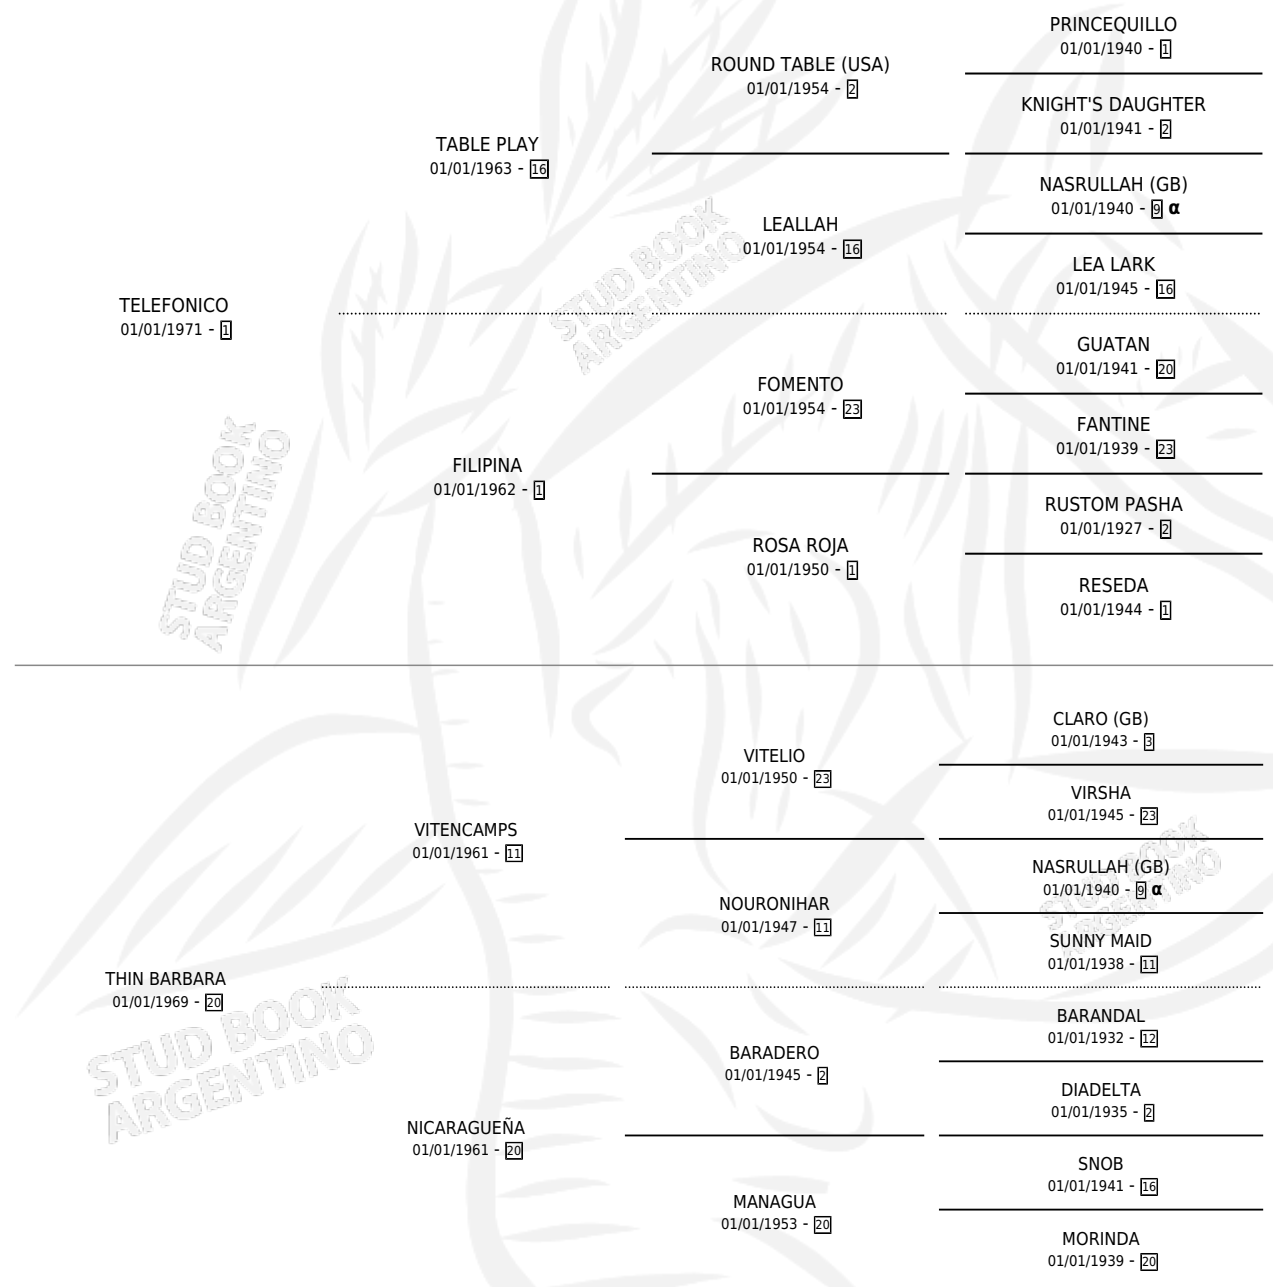 PRINCEQUILLO
01/01/1940 - 1
ROUND TABLE (USA)
01/01/1954 - 2
KNIGHT'S DAUGHTER
01/01/1941 - 2
TABLE PLAY
01/01/1963 - 16
NASRULLAH (GB)
01/01/1940 - 9 α
LEALLAH
01/01/1954 - 16
LEA LARK
01/01/1945 - 16
TELEFONICO
01/01/1971 - 1
GUATAN
01/01/1941 - 20
FOMENTO
01/01/1954 - 23
FANTINE
01/01/1939 - 23
FILIPINA
01/01/1962 - 1
RUSTOM PASHA
01/01/1927 - 2
ROSA ROJA
01/01/1950 - 1
RESEDA
01/01/1944 - 1
CLARO (GB)
01/01/1943 - 3
VITELIO
01/01/1950 - 23
VIRSHA
01/01/1945 - 23
VITENCAMPS
01/01/1961 - 11
NASRULLAH (GB)
01/01/1940 - 9 α
NOURONIHAR
01/01/1947 - 11
SUNNY MAID
01/01/1938 - 11
THIN BARBARA
01/01/1969 - 20
BARANDAL
01/01/1932 - 12
BARADERO
01/01/1945 - 2
DIADELTA
01/01/1935 - 2
NICARAGUEÑA
01/01/1961 - 20
SNOB
01/01/1941 - 16
MANAGUA
01/01/1953 - 20
MORINDA
01/01/1939 - 20
STUD BOOK
ARGENTINO
STUD BOOK
ARGENTINO
STUD BOOK
ARGENTINO
STUD BOOK
ARGENTINO